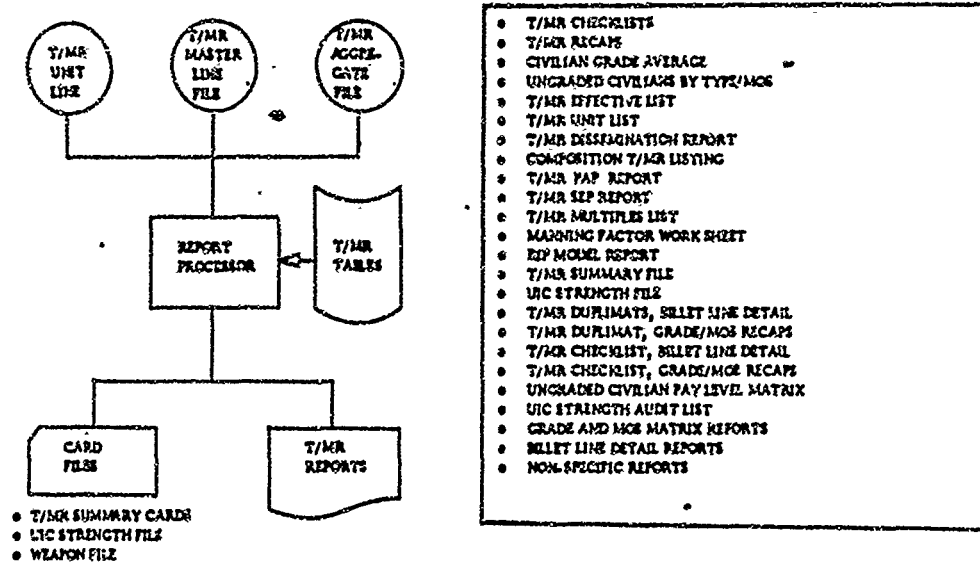 T/MR
UNIT
LINE
T/MR
MASTER
LINE
FILE
T/MR
AGGRE-
GATE
FILE
REPORT
PROCESSOR
T/MR
TABLES
CARD
FILES
T/MR
REPORTS
• T/MR SUMMARY CARDS
• UIC STRENGTH FILE
• WEAPON FILE
• T/MR CHECKLISTS
• T/MR RECAPS
• CIVILIAN GRADE AVERAGE
• UNGRADED CIVILIANS BY TYPE/MOS
• T/MR EFFECTIVE LIST
• T/MR UNIT LIST
• T/MR DISSEMINATION REPORT
• COMPOSITION T/MR LISTING
• T/MR PAP REPORT
• T/MR SEP REPORT
• T/MR MULTIPLES LIST
• MANNING FACTOR WORK SHEET
• MODEL REPORT
• T/MR SUMMARY FILE
• UIC STRENGTH FILE
• T/MR DUPLIMATS, BILLET LINE DETAIL
• T/MR DUPLIMAT, GRADE/MOS RECAPS
• T/MR CHECKLIST, BILLET LINE DETAIL
• T/MR CHECKLIST, GRADE/MOS RECAPS
• UNGRADED CIVILIAN PAY LEVEL MATRIX
• UIC STRENGTH AUDIT LIST
• GRADE AND MOS MATRIX REPORTS
• BILLET LINE DETAIL REPORTS
• NON-SPECIFIC REPORTS